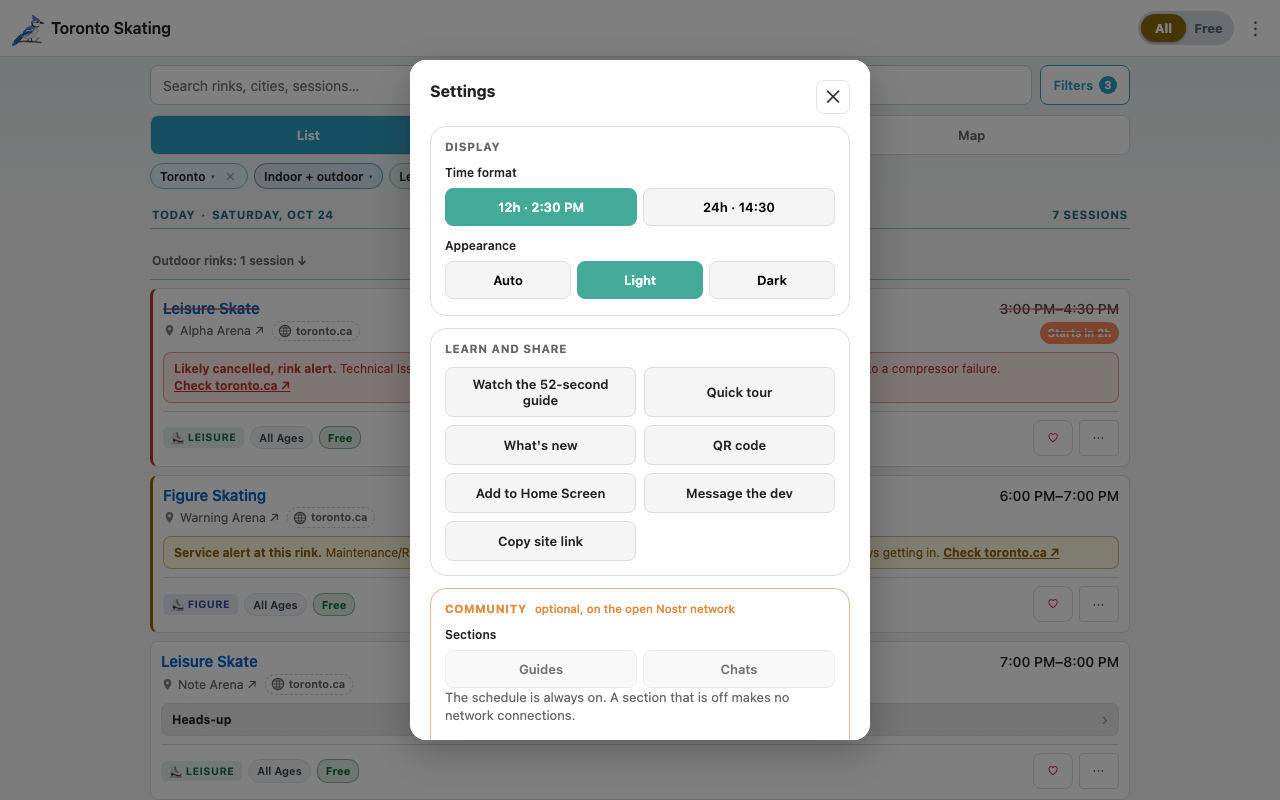 Toronto Skating
All Free
Search rinks, cities, sessions...
Filters 3
List
Map
Toronto
Indoor + outdoor
TODAY · SATURDAY, OCT 24
7 SESSIONS
Outdoor rinks: 1 session ↓
Leisure Skate
3:00 PM–4:30 PM
Alpha Arena ↗ toronto.ca
Starts in 2h
Likely cancelled, rink alert. Technical
a compressor failure.
Check toronto.ca ↗
LEISURE All Ages Free
Figure Skating
6:00 PM–7:00 PM
Warning Arena ↗ toronto.ca
Service alert at this rink.
getting in. Check toronto.ca ↗
FIGURE All Ages Free
Leisure Skate
7:00 PM–8:00 PM
Note Arena ↗ toronto.ca
Heads-up
LEISURE All Ages Free
Settings
DISPLAY
Time format
12h · 2:30 PM
24h · 14:30
Appearance
Auto
Light
Dark
LEARN AND SHARE
Watch the 52-second
guide
Quick tour
What's new
QR code
Add to Home Screen
Message the dev
Copy site link
COMMUNITY optional, on the open Nostr network
Sections
Guides
Chats
The schedule is always on. A section that is off makes no
network connections.